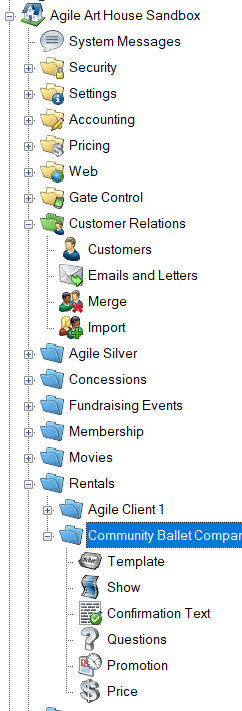 Agile Art House Sandbox
System Messages
Security
Settings
Accounting
Pricing
Web
Gate Control
Customer Relations
Customers
Emails and Letters
Merge
Import
Agile Silver
Concessions
Fundraising Events
Membership
Movies
Rentals
Agile Client 1
Community Ballet Compar
Template
Show
Confirmation Text
Questions
Promotion
Price